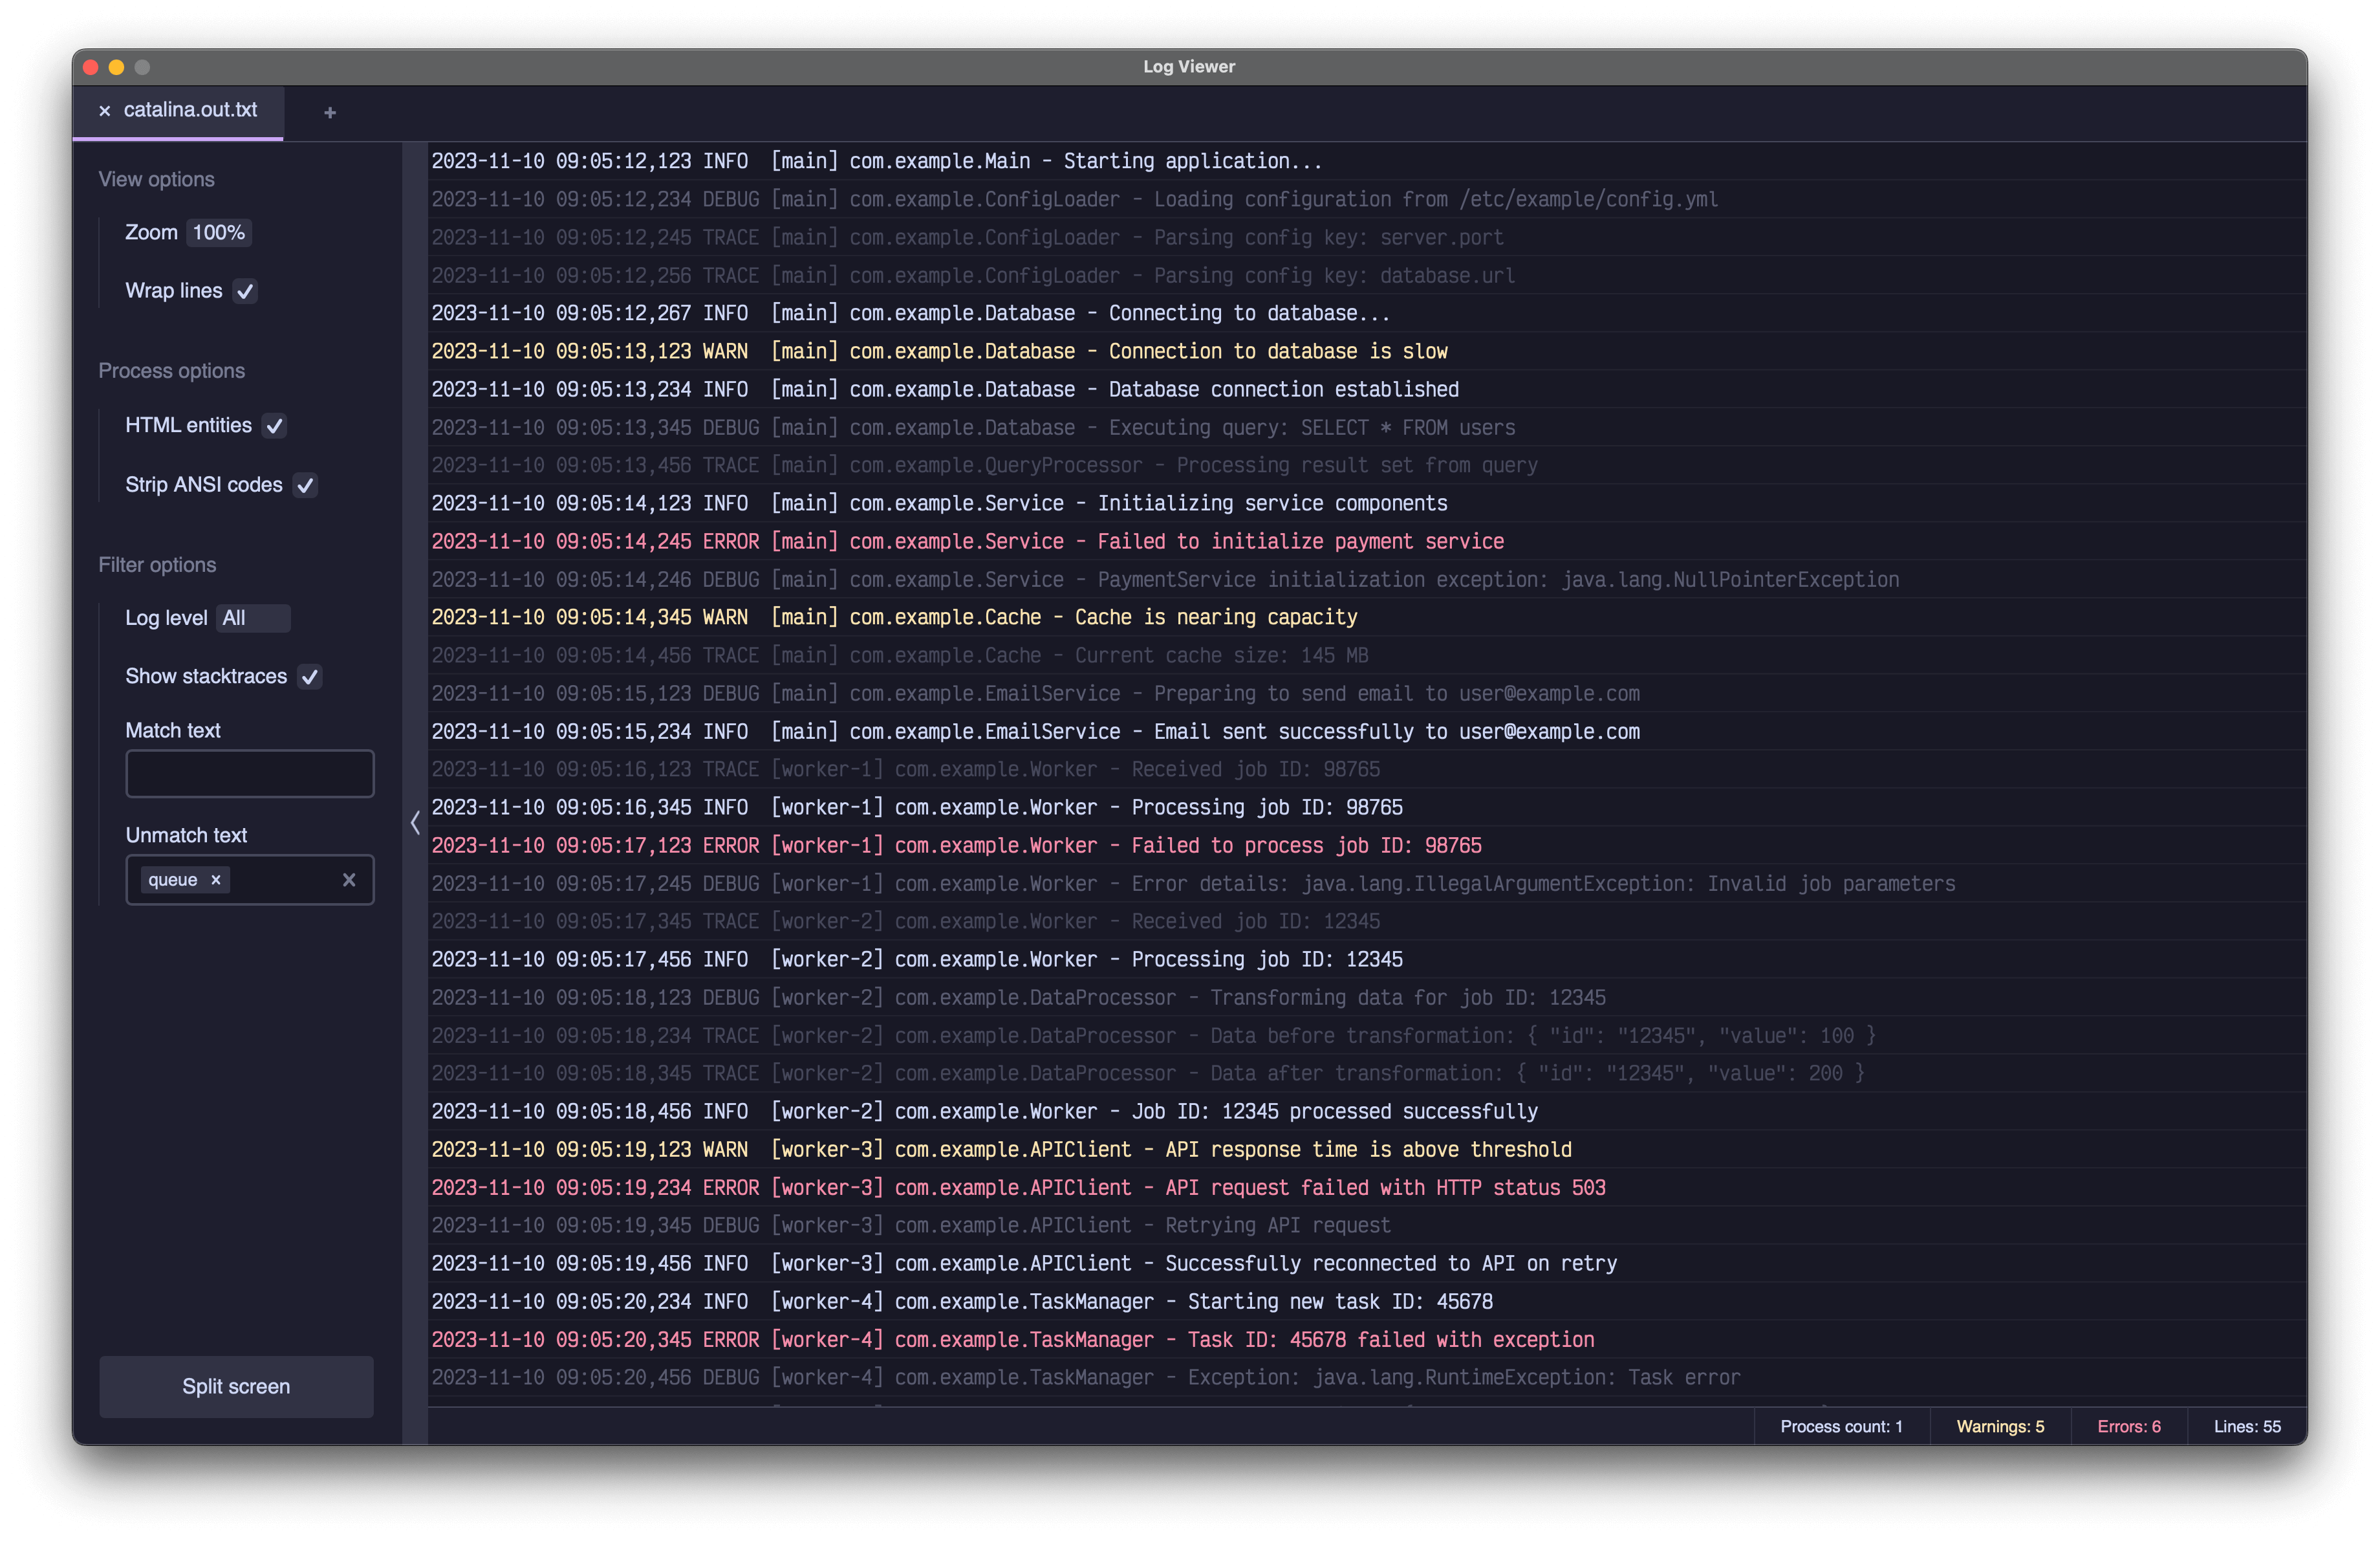 Log Viewer
× catalina.out.txt +
View options
Zoom 100%
Wrap lines
Process options
HTML entities
Strip ANSI codes
Filter options
Log level All
Show stacktraces
Match text
Unmatch text
queue × ×
Split screen
2023-11-10 09:05:12,123 INFO  [main] com.example.Main - Starting application...
2023-11-10 09:05:12,234 DEBUG [main] com.example.ConfigLoader - Loading configuration from /etc/example/config.yml
2023-11-10 09:05:12,245 TRACE [main] com.example.ConfigLoader - Parsing config key: server.port
2023-11-10 09:05:12,256 TRACE [main] com.example.ConfigLoader - Parsing config key: database.url
2023-11-10 09:05:12,267 INFO  [main] com.example.Database - Connecting to database...
2023-11-10 09:05:13,123 WARN  [main] com.example.Database - Connection to database is slow
2023-11-10 09:05:13,234 INFO  [main] com.example.Database - Database connection established
2023-11-10 09:05:13,345 DEBUG [main] com.example.Database - Executing query: SELECT * FROM users
2023-11-10 09:05:13,456 TRACE [main] com.example.QueryProcessor - Processing result set from query
2023-11-10 09:05:14,123 INFO  [main] com.example.Service - Initializing service components
2023-11-10 09:05:14,245 ERROR [main] com.example.Service - Failed to initialize payment service
2023-11-10 09:05:14,246 DEBUG [main] com.example.Service - PaymentService initialization exception: java.lang.NullPointerException
2023-11-10 09:05:14,345 WARN  [main] com.example.Cache - Cache is nearing capacity
2023-11-10 09:05:14,456 TRACE [main] com.example.Cache - Current cache size: 145 MB
2023-11-10 09:05:15,123 DEBUG [main] com.example.EmailService - Preparing to send email to user@example.com
2023-11-10 09:05:15,234 INFO  [main] com.example.EmailService - Email sent successfully to user@example.com
2023-11-10 09:05:16,123 TRACE [worker-1] com.example.Worker - Received job ID: 98765
2023-11-10 09:05:16,345 INFO  [worker-1] com.example.Worker - Processing job ID: 98765
2023-11-10 09:05:17,123 ERROR [worker-1] com.example.Worker - Failed to process job ID: 98765
2023-11-10 09:05:17,245 DEBUG [worker-1] com.example.Worker - Error details: java.lang.IllegalArgumentException: Invalid job parameters
2023-11-10 09:05:17,345 TRACE [worker-2] com.example.Worker - Received job ID: 12345
2023-11-10 09:05:17,456 INFO  [worker-2] com.example.Worker - Processing job ID: 12345
2023-11-10 09:05:18,123 DEBUG [worker-2] com.example.DataProcessor - Transforming data for job ID: 12345
2023-11-10 09:05:18,234 TRACE [worker-2] com.example.DataProcessor - Data before transformation: { "id": "12345", "value": 100 }
2023-11-10 09:05:18,345 TRACE [worker-2] com.example.DataProcessor - Data after transformation: { "id": "12345", "value": 200 }
2023-11-10 09:05:18,456 INFO  [worker-2] com.example.Worker - Job ID: 12345 processed successfully
2023-11-10 09:05:19,123 WARN  [worker-3] com.example.APIClient - API response time is above threshold
2023-11-10 09:05:19,234 ERROR [worker-3] com.example.APIClient - API request failed with HTTP status 503
2023-11-10 09:05:19,345 DEBUG [worker-3] com.example.APIClient - Retrying API request
2023-11-10 09:05:19,456 INFO  [worker-3] com.example.APIClient - Successfully reconnected to API on retry
2023-11-10 09:05:20,234 INFO  [worker-4] com.example.TaskManager - Starting new task ID: 45678
2023-11-10 09:05:20,345 ERROR [worker-4] com.example.TaskManager - Task ID: 45678 failed with exception
2023-11-10 09:05:20,456 DEBUG [worker-4] com.example.TaskManager - Exception: java.lang.RuntimeException: Task error
Process count: 1 Warnings: 5 Errors: 6 Lines: 55